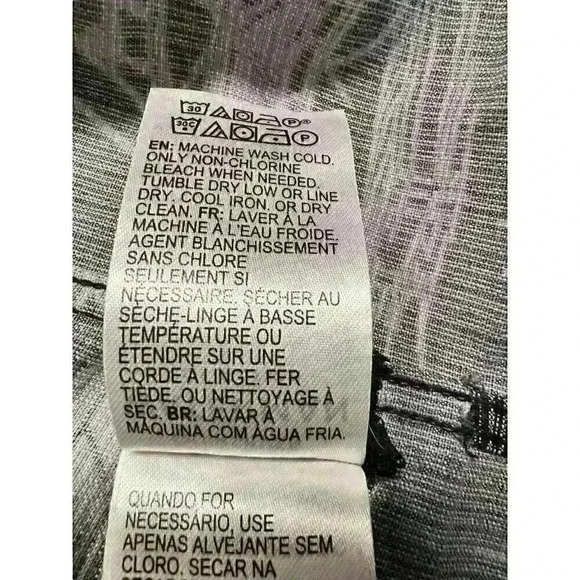 30 P
30C P
EN: MACHINE WASH COLD.
ONLY NON-CHLORINE
BLEACH WHEN NEEDED.
TUMBLE DRY LOW OR LINE
DRY. COOL IRON. OR DRY
CLEAN. FR: LAVER À LA
MACHINE À L'EAU FROIDE.
AGENT BLANCHISSEMENT
SANS CHLORE
SEULEMENT SI
NÉCESSAIRE. SÉCHER AU
SÈCHE-LINGE À BASSE
TEMPÉRATURE OU
ÉTENDRE SUR UNE
CORDE À LINGE. FER
TIÈDE, OU NETTOYAGE À
SEC. BR: LAVAR À
MÁQUINA COM ÁGUA FRIA.
QUANDO FOR
NECESSÁRIO, USE
APENAS ALVEJANTE SEM
CLORO. SECAR NA